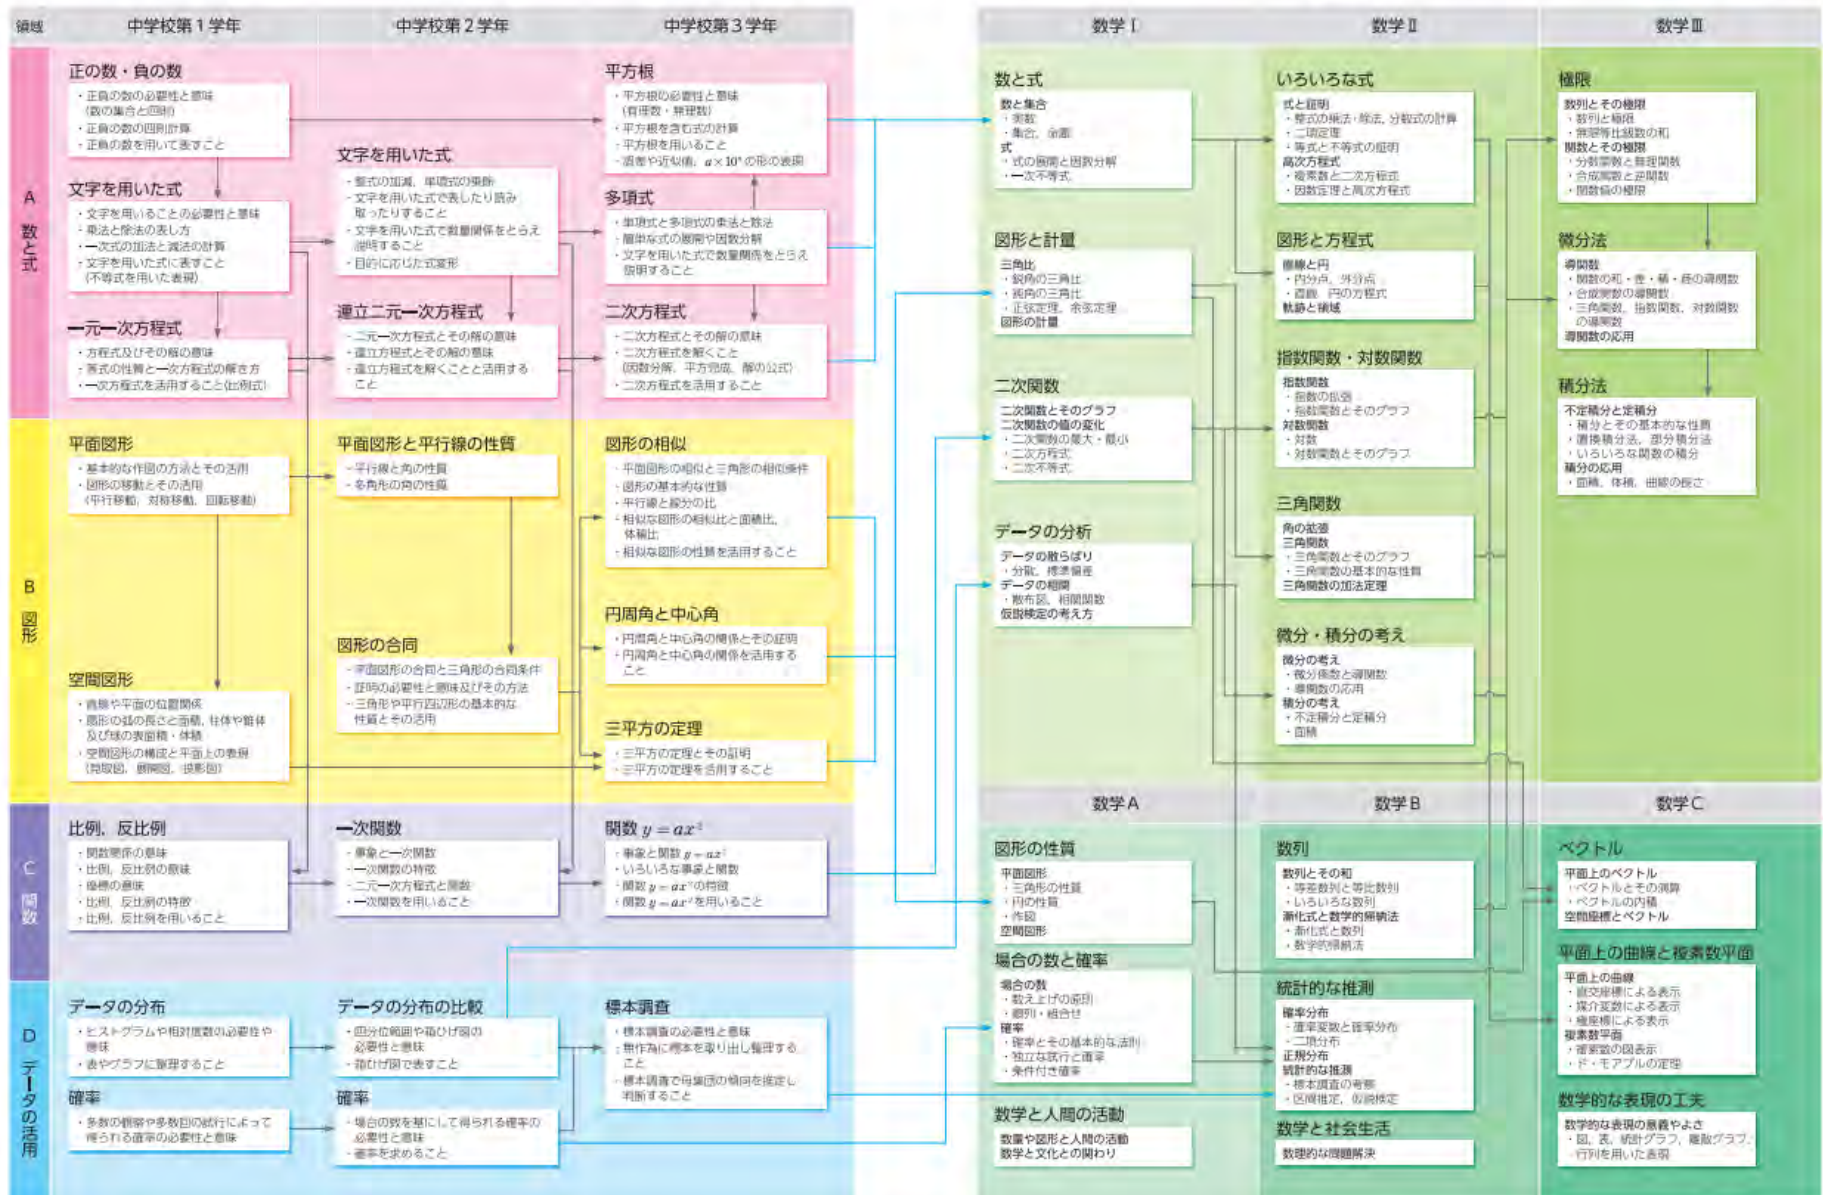 領域
中学校第1学年
中学校第2学年
中学校第3学年
A 数と式
正の数・負の数
・正負の数の必要性と意味
(数の集合と四則)
・正負の数の四則計算
・正負の数を用いて表すこと
文字を用いた式
・文字を用いることの必要性と意味
・乗法と除法の表し方
・一次式の加法と減法の計算
・文字を用いた式に表すこと
(不等式を用いた表現)
一元一次方程式
・方程式及びその解の意味
・等式の性質と一次方程式の解き方
・一次方程式を活用すること(比例式)
文字を用いた式
・整式の加減、単項式の乗除
・文字を用いた式で表したり読み
取ったりすること
・文字を用いた式で数量関係をとらえ
説明すること
・目的に応じた式変形
連立二元一次方程式
・二元一次方程式とその解の意味
・連立方程式とその解の意味
・連立方程式を解くことと活用する
こと
平方根
・平方根の必要性と意味
(有理数・無理数)
・平方根を含む式の計算
・平方根を用いること
・誤差や近似値、a×10ⁿの形の表現
多項式
・単項式と多項式の乗法と除法
・簡単な式の展開や因数分解
・文字を用いた式で数量関係をとらえ
説明すること
二次方程式
・二次方程式とその解の意味
・二次方程式を解くこと
(因数分解、平方完成、解の公式)
・二次方程式を活用すること
B 図形
平面図形
・基本的な作図の方法とその活用
・図形の移動とその活用
(平行移動、対称移動、回転移動)
空間図形
・直線や平面の位置関係
・扇形の弧の長さと面積、柱体や錐体
及び球の表面積・体積
・空間図形の構成と平面上の表現
(見取図、展開図、投影図)
平面図形と平行線の性質
・平行線と角の性質
・多角形の角の性質
図形の合同
・平面図形の合同と三角形の合同条件
・証明の必要性と意味及びその方法
・三角形や平行四辺形の基本的な
性質とその活用
図形の相似
・平面図形の相似と三角形の相似条件
・図形の基本的な性質
・平行線と線分の比
・相似な図形の相似比と面積比、
体積比
・相似な図形の性質を活用すること
円周角と中心角
・円周角と中心角の関係とその証明
・円周角と中心角の関係を活用する
こと
三平方の定理
・三平方の定理とその証明
・三平方の定理を活用すること
C 関数
比例、反比例
・関数関係の意味
・比例、反比例の意味
・座標の意味
・比例、反比例の特徴
・比例、反比例を用いること
一次関数
・事象と一次関数
・一次関数の特徴
・二元一次方程式と関数
・一次関数を用いること
関数 y=ax²
・事象と関数 y=ax²
・いろいろな事象と関数
・関数 y=ax²の特徴
・関数 y=ax²を用いること
D データの活用
データの分布
・ヒストグラムや相対度数の必要性や
意味
・表やグラフに整理すること
確率
・多数の観察や多数回の試行によって
得られる確率の必要性と意味
データの分布の比較
・四分位範囲や箱ひげ図の
必要性と意味
・箱ひげ図で表すこと
確率
・場合の数を基にして得られる確率の
必要性と意味
・確率を求めること
標本調査
・標本調査の必要性と意味
・無作為に標本を取り出し整理する
こと
・標本調査で母集団の傾向を推定し
判断すること
数学Ⅰ
数学Ⅱ
数学Ⅲ
数と式
数と集合
・実数
・集合、命題
式
・式の展開と因数分解
・一次不等式
図形と計量
三角比
・鋭角の三角比
・鈍角の三角比
・正弦定理、余弦定理
図形の計量
二次関数
二次関数とそのグラフ
二次関数の値の変化
・二次関数の最大・最小
・二次方程式
・二次不等式
データの分析
データの散らばり
・分散、標準偏差
データの相関
・散布図、相関関数
仮説検定の考え方
いろいろな式
式と証明
・整式の乗法・除法、分数式の計算
・二項定理
・等式と不等式の証明
高次方程式
・複素数と二次方程式
・因数定理と高次方程式
図形と方程式
直線と円
・内分点、外分点
・直線、円の方程式
軌跡と領域
指数関数・対数関数
指数関数
・指数の拡張
・指数関数とそのグラフ
対数関数
・対数
・対数関数とそのグラフ
三角関数
角の拡張
三角関数
・三角関数とそのグラフ
・三角関数の基本的な性質
三角関数の加法定理
微分・積分の考え
微分の考え
・微分係数と導関数
・導関数の応用
積分の考え
・不定積分と定積分
・面積
極限
数列とその極限
・数列と極限
・無限等比級数の和
関数とその極限
・分数関数と無理関数
・合成関数と逆関数
・関数値の極限
微分法
導関数
・関数の和・差・積・商の導関数
・合成関数の導関数
・三角関数、指数関数、対数関数
の導関数
導関数の応用
積分法
不定積分と定積分
・積分とその基本的な性質
・置換積分法、部分積分法
・いろいろな関数の積分
積分の応用
・面積、体積、曲線の長さ
数学A
数学B
数学C
図形の性質
平面図形
・三角形の性質
・円の性質
・作図
空間図形
場合の数と確率
場合の数
・数え上げの原則
・順列・組合せ
確率
・確率とその基本的な法則
・独立な試行と確率
・条件付き確率
数学と人間の活動
数量や図形と人間の活動
数学と文化との関わり
数列
数列とその和
・等差数列と等比数列
・いろいろな数列
漸化式と数学的帰納法
・漸化式と数列
・数学的帰納法
統計的な推測
確率分布
・確率変数と確率分布
・二項分布
正規分布
統計的な推測
・標本調査の考察
・区間推定、仮説検定
数学と社会生活
数理的な問題解決
ベクトル
平面上のベクトル
・ベクトルとその演算
・ベクトルの内積
空間座標とベクトル
平面上の曲線と複素数平面
平面上の曲線
・直交座標による表示
・媒介変数による表示
・極座標による表示
複素数平面
・複素数の図表示
・ド・モアブルの定理
数学的な表現の工夫
数学的な表現の意義やよさ
・図、表、統計グラフ、離散グラフ、
行列を用いた表現